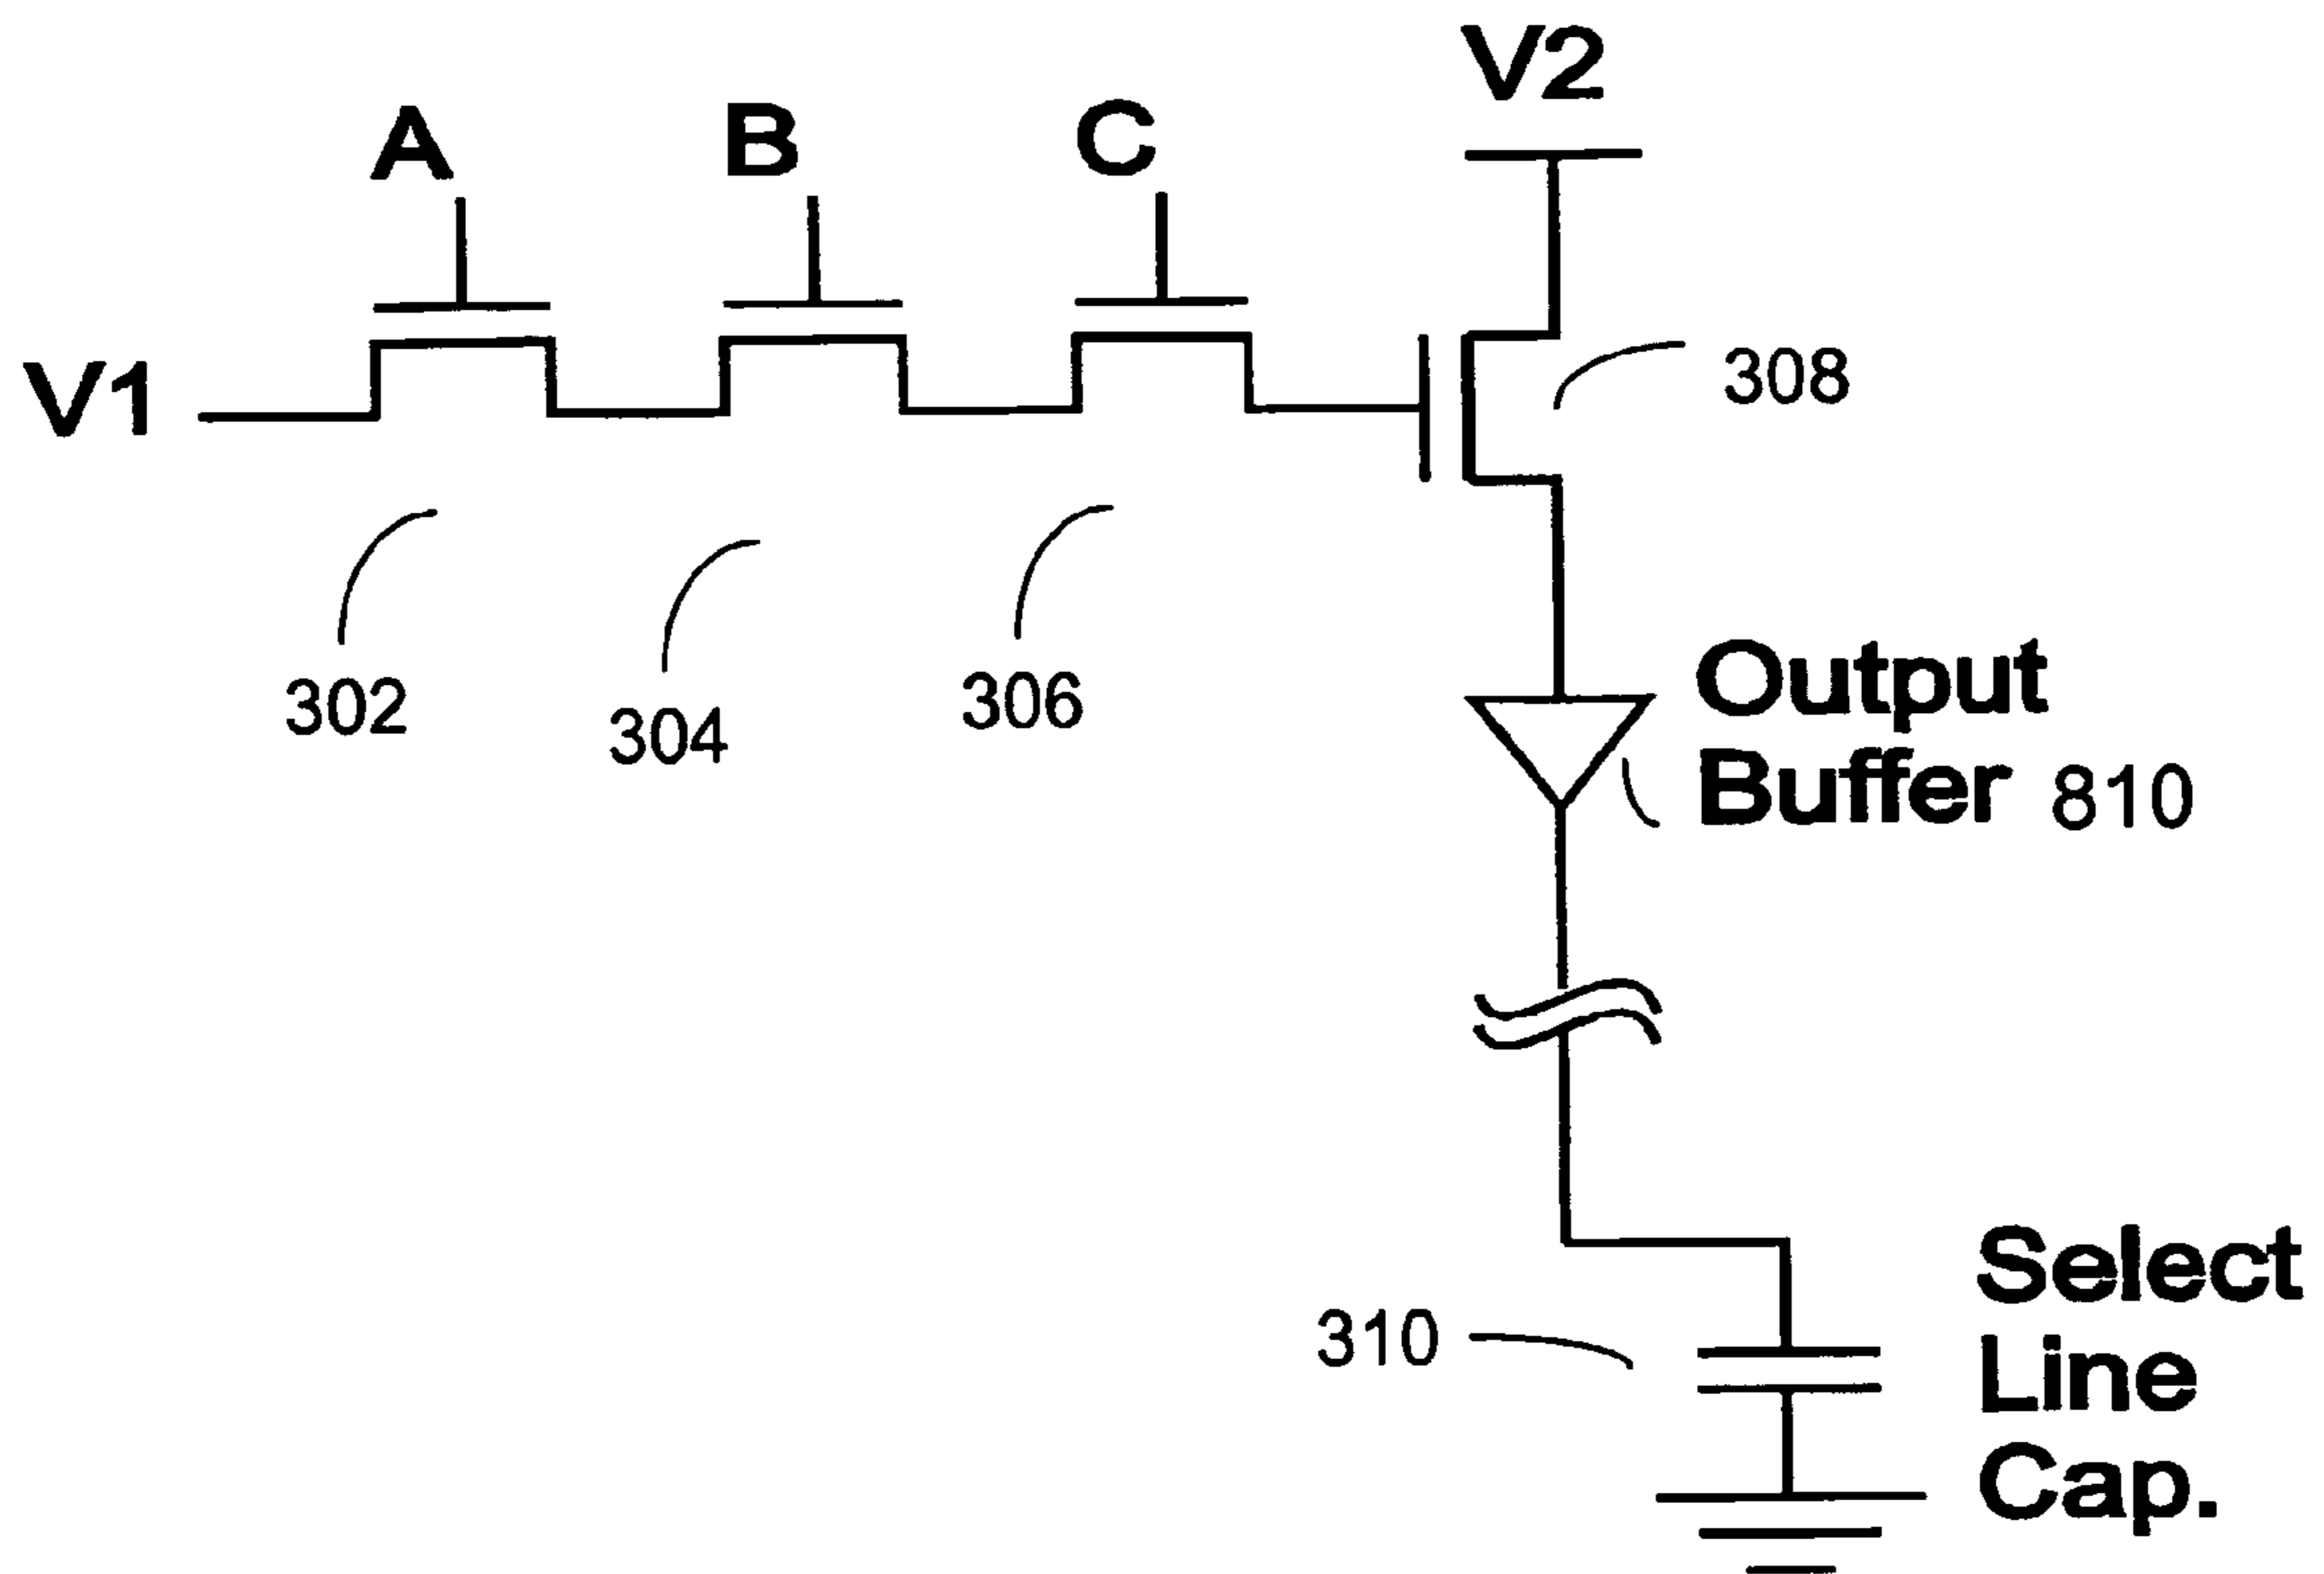 V2
A
B
C
V1
308
302
304
306
Output
Buffer 810
310
Select
Line
Cap.